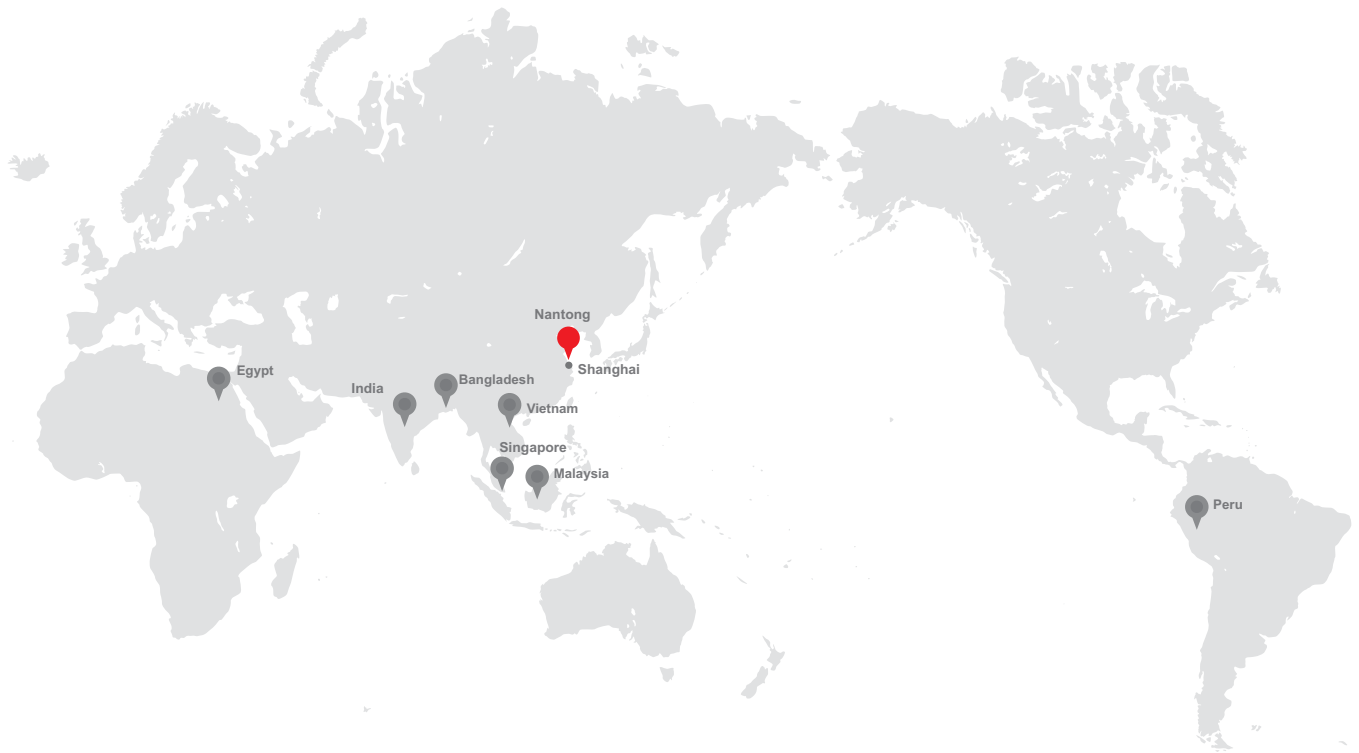 Nantong
Shanghai
Egypt
Bangladesh
India
Vietnam
Singapore
Malaysia
Peru